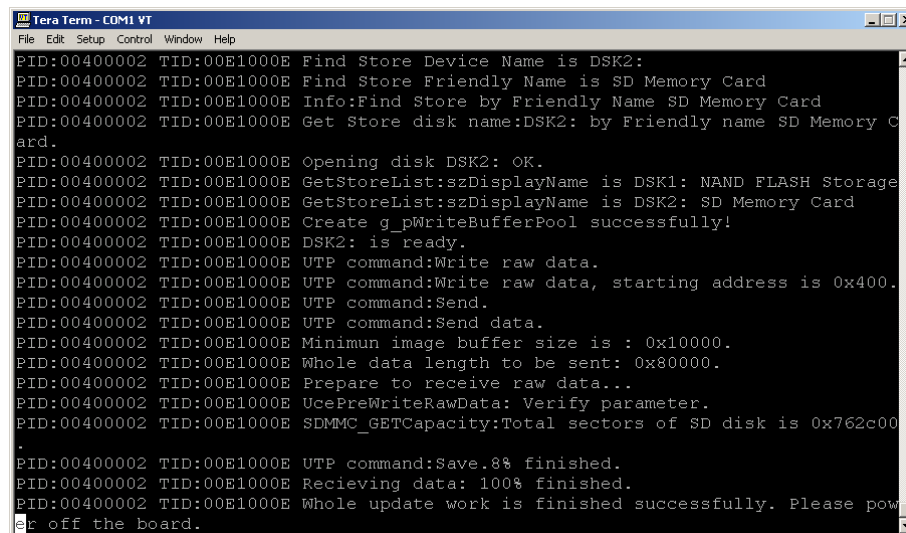 Tera Term - COM1 VT
File Edit Setup Control Window Help
PID:00400002 TID:00E1000E Find Store Device Name is DSK2:
PID:00400002 TID:00E1000E Find Store Friendly Name is SD Memory Card
PID:00400002 TID:00E1000E Info:Find Store by Friendly Name SD Memory Card
PID:00400002 TID:00E1000E Get Store disk name:DSK2: by Friendly name SD Memory C
ard.
PID:00400002 TID:00E1000E Opening disk DSK2: OK.
PID:00400002 TID:00E1000E GetStoreList:szDisplayName is DSK1: NAND FLASH Storage
PID:00400002 TID:00E1000E GetStoreList:szDisplayName is DSK2: SD Memory Card
PID:00400002 TID:00E1000E Create g_pWriteBufferPool successfully!
PID:00400002 TID:00E1000E DSK2: is ready.
PID:00400002 TID:00E1000E UTP command:Write raw data.
PID:00400002 TID:00E1000E UTP command:Write raw data, starting address is 0x400.
PID:00400002 TID:00E1000E UTP command:Send.
PID:00400002 TID:00E1000E UTP command:Send data.
PID:00400002 TID:00E1000E Minimun image buffer size is : 0x10000.
PID:00400002 TID:00E1000E Whole data length to be sent: 0x80000.
PID:00400002 TID:00E1000E Prepare to receive raw data...
PID:00400002 TID:00E1000E UcePreWriteRawData: Verify parameter.
PID:00400002 TID:00E1000E SDMMC_GETCapacity:Total sectors of SD disk is 0x762c00
.
PID:00400002 TID:00E1000E UTP command:Save.8% finished.
PID:00400002 TID:00E1000E Recieving data: 100% finished.
PID:00400002 TID:00E1000E Whole update work is finished successfully. Please pow
er off the board.